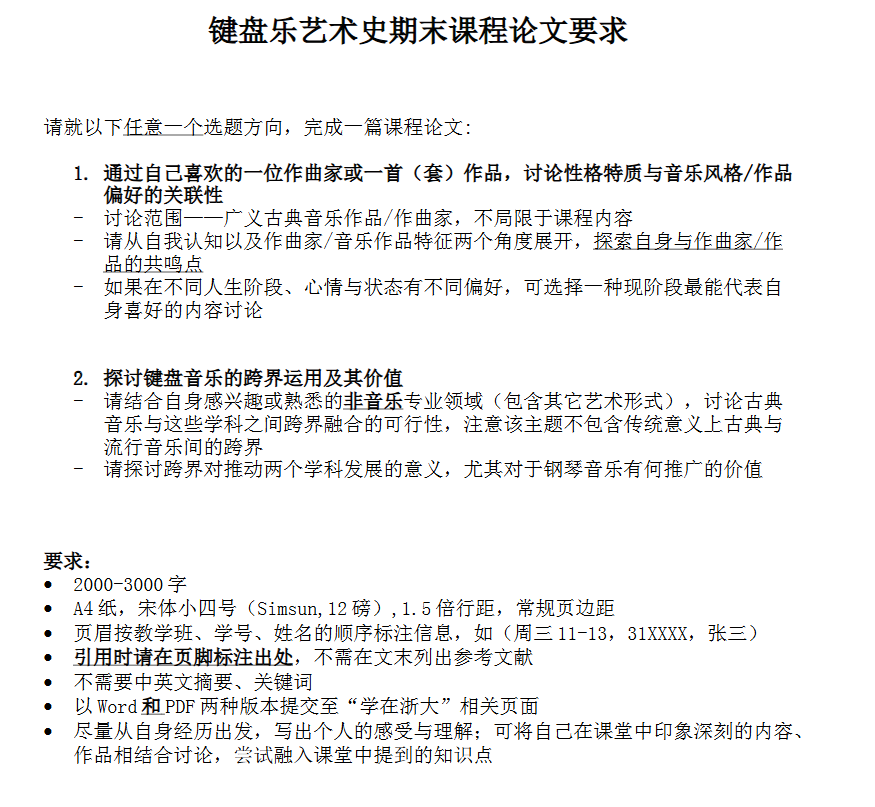 键盘乐艺术史期末课程论文要求
请就以下任意一个选题方向，完成一篇课程论文:
1. 通过自己喜欢的一位作曲家或一首（套）作品，讨论性格特质与音乐风格/作品
偏好的关联性
- 讨论范围——广义古典音乐作品/作曲家，不局限于课程内容
- 请从自我认知以及作曲家/音乐作品特征两个角度展开，探索自身与作曲家/作
品的共鸣点
- 如果在不同人生阶段、心情与状态有不同偏好，可选择一种现阶段最能代表自
身喜好的内容讨论
2. 探讨键盘音乐的跨界运用及其价值
- 请结合自身感兴趣或熟悉的非音乐专业领域（包含其它艺术形式），讨论古典
音乐与这些学科之间跨界融合的可行性，注意该主题不包含传统意义上古典与
流行音乐间的跨界
- 请探讨跨界对推动两个学科发展的意义，尤其对于钢琴音乐有何推广的价值
要求：
• 2000-3000 字
• A4 纸，宋体小四号（Simsun,12 磅）,1.5 倍行距，常规页边距
• 页眉按教学班、学号、姓名的顺序标注信息，如（周三 11-13，31XXXX，张三）
• 引用时请在页脚标注出处，不需在文末列出参考文献
• 不需要中英文摘要、关键词
• 以 Word 和 PDF 两种版本提交至“学在浙大”相关页面
• 尽量从自身经历出发，写出个人的感受与理解；可将自己在课堂中印象深刻的内容、
作品相结合讨论，尝试融入课堂中提到的知识点